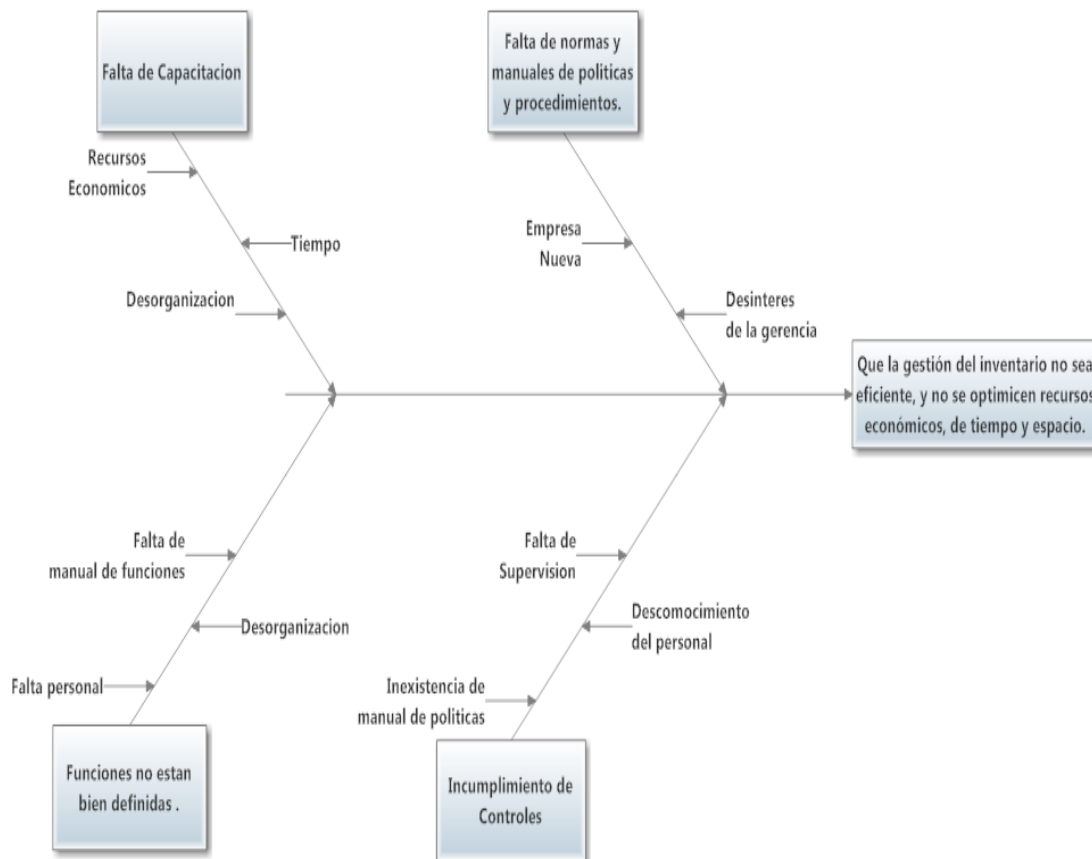 Falta de Capacitacion
Falta de normas y
manuales de politicas
y procedimientos.
Recursos
Economicos
Tiempo
Desorganizacion
Empresa
Nueva
Desinteres
de la gerencia
Que la gestión del inventario no sea
eficiente, y no se optimicen recursos
económicos, de tiempo y espacio.
Falta de
manual de funciones
Desorganizacion
Falta personal
Funciones no estan
bien definidas .
Falta de
Supervision
Descomocimiento
del personal
Inexistencia de
manual de politicas
Incumplimiento de
Controles